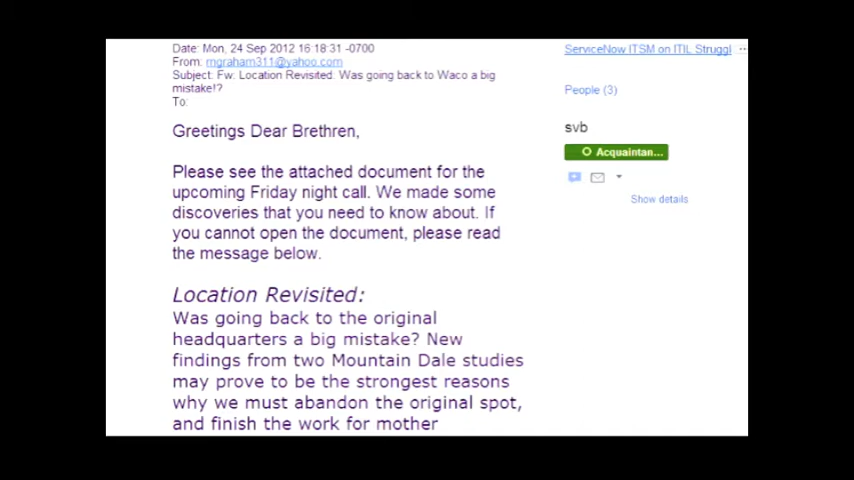 Date: Mon, 24 Sep 2012 16:18:31 -0700
From: mgraham311@yahoo.com
Subject: Fw: Location Revisited: Was going back to Waco a big
mistake!?
To:
Greetings Dear Brethren,
Please see the attached document for the
upcoming Friday night call. We made some
discoveries that you need to know about. If
you cannot open the document, please read
the message below.
Location Revisited:
Was going back to the original
headquarters a big mistake? New
findings from two Mountain Dale studies
may prove to be the strongest reasons
why we must abandon the original spot,
and finish the work for mother
ServiceNow ITSM on ITIL Struggl ...
People (3)
svb
Acquaintan...
Show details